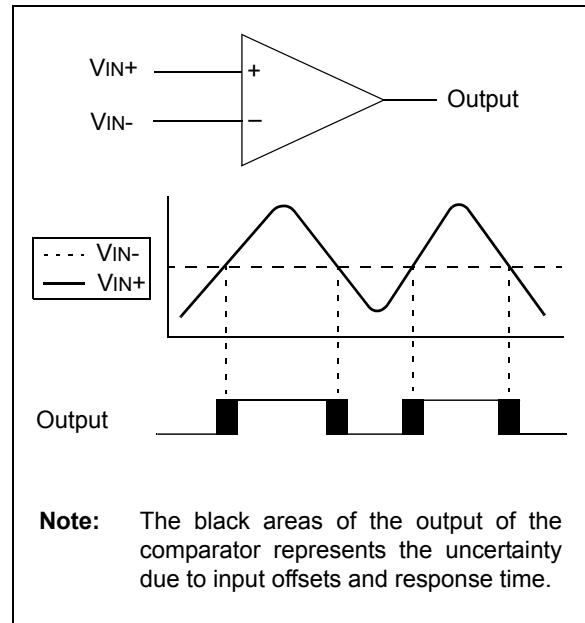 VIN+
+
Output
VIN-
–
VIN-
VIN+
Output
Note: The black areas of the output of the
comparator represents the uncertainty
due to input offsets and response time.